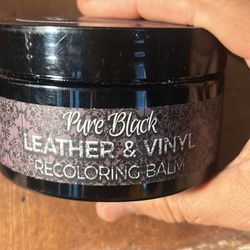 Pure Black
LEATHER & VINYL
RECOLORING BALM